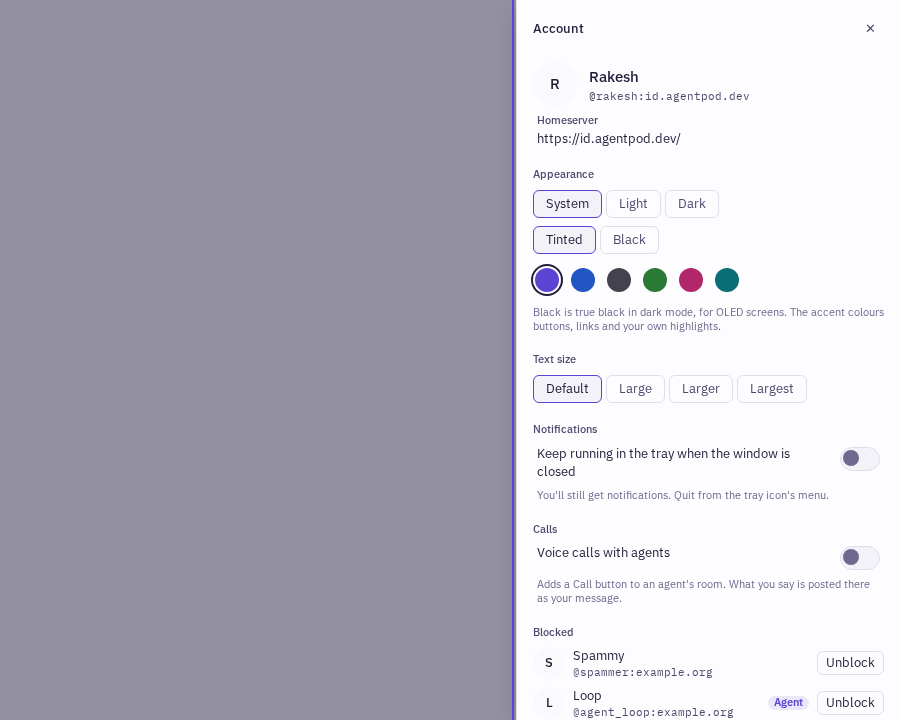 Account ✕
R
Rakesh
@rakesh:id.agentpod.dev
Homeserver
https://id.agentpod.dev/
Appearance
System Light Dark
Tinted Black
Black is true black in dark mode, for OLED screens. The accent colours
buttons, links and your own highlights.
Text size
Default Large Larger Largest
Notifications
Keep running in the tray when the window is
closed
You'll still get notifications. Quit from the tray icon's menu.
Calls
Voice calls with agents
Adds a Call button to an agent's room. What you say is posted there
as your message.
Blocked
S
Spammy
@spammer:example.org
Unblock
L
Loop
@agent_loop:example.org
Agent
Unblock